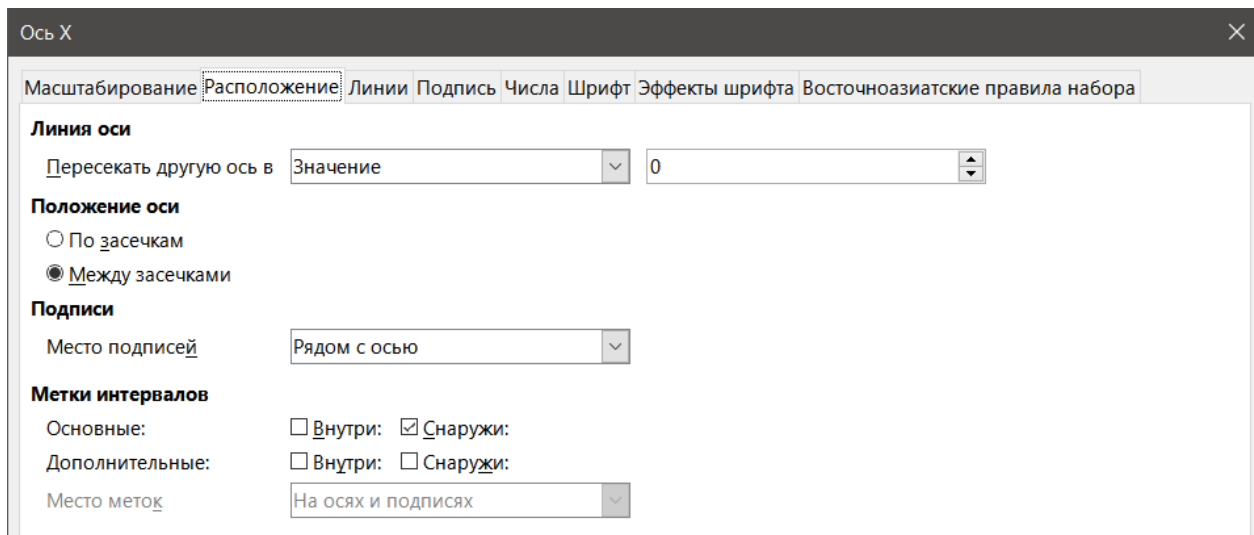 Ось X
Масштабирование Расположение Линии Подпись Числа Шрифт Эффекты шрифта Восточноазиатские правила набора
Линия оси
Пересекать другую ось в Значение 0
Положение оси
По засечкам
Между засечками
Подписи
Место подписей Рядом с осью
Метки интервалов
Основные: Внутри: Снаружи:
Дополнительные: Внутри: Снаружи:
Место меток На осях и подписях